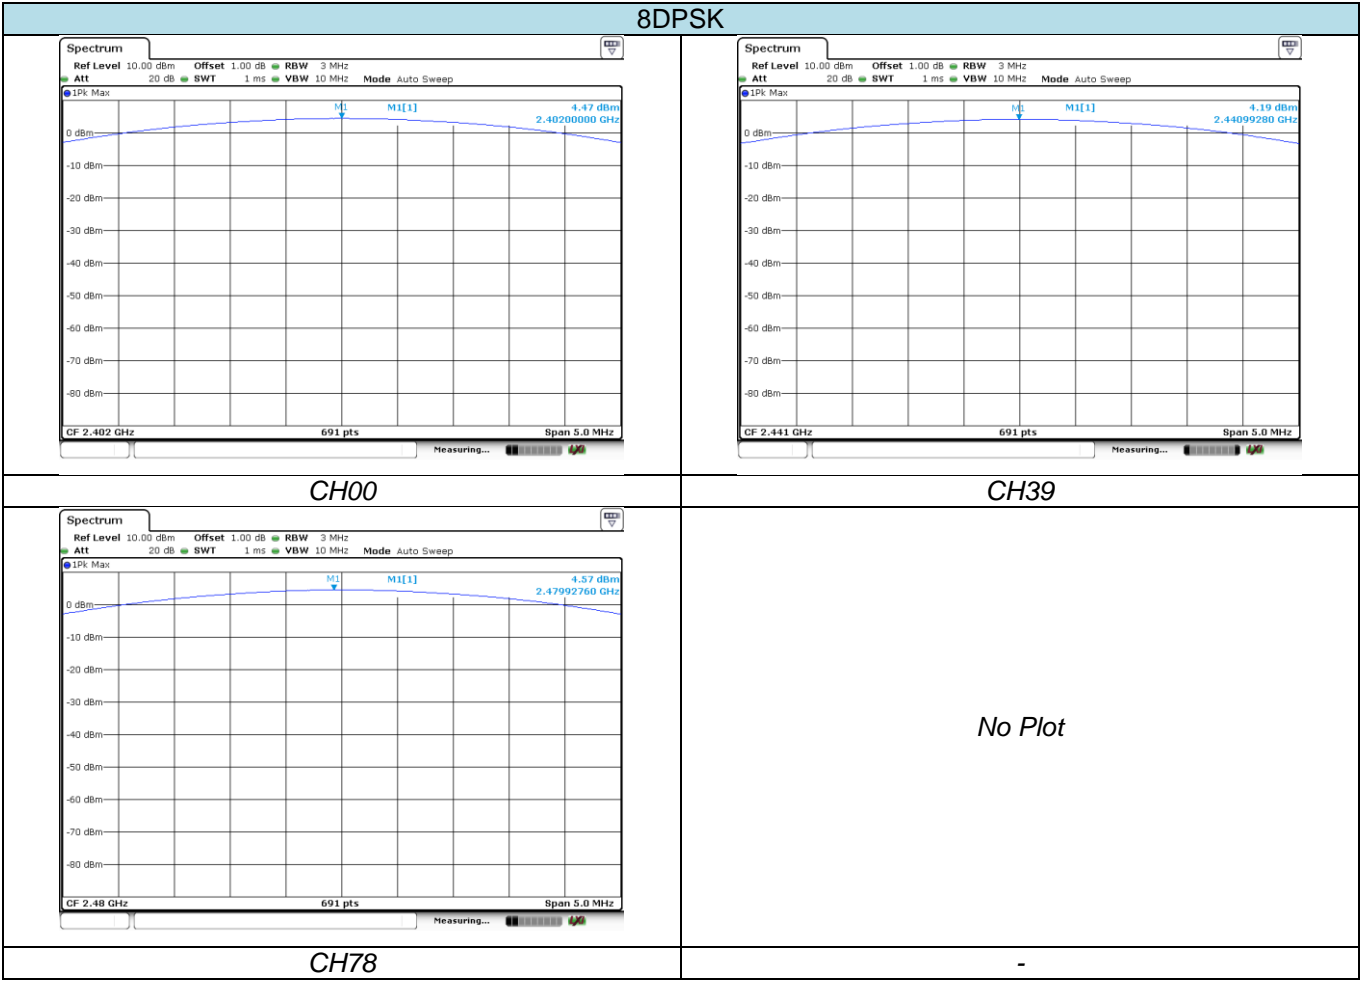 8DPSK
Spectrum
Ref Level 10.00 dBm Offset 1.00 dB RBW 3 MHz
Att 20 dB SWT 1 ms VBW 10 MHz Mode Auto Sweep
1Pk Max
M1 M1[1] 4.47 dBm
2.40200000 GHz
0 dBm
-10 dBm
-20 dBm
-30 dBm
-40 dBm
-50 dBm
-60 dBm
-70 dBm
-80 dBm
CF 2.402 GHz 691 pts Span 5.0 MHz
Measuring...
CH00
Spectrum
Ref Level 10.00 dBm Offset 1.00 dB RBW 3 MHz
Att 20 dB SWT 1 ms VBW 10 MHz Mode Auto Sweep
1Pk Max
M1 M1[1] 4.19 dBm
2.44099280 GHz
0 dBm
-10 dBm
-20 dBm
-30 dBm
-40 dBm
-50 dBm
-60 dBm
-70 dBm
-80 dBm
CF 2.441 GHz 691 pts Span 5.0 MHz
Measuring...
CH39
Spectrum
Ref Level 10.00 dBm Offset 1.00 dB RBW 3 MHz
Att 20 dB SWT 1 ms VBW 10 MHz Mode Auto Sweep
1Pk Max
M1 M1[1] 4.57 dBm
2.47992760 GHz
0 dBm
-10 dBm
-20 dBm
-30 dBm
-40 dBm
-50 dBm
-60 dBm
-70 dBm
-80 dBm
CF 2.48 GHz 691 pts Span 5.0 MHz
Measuring...
CH78
No Plot
-